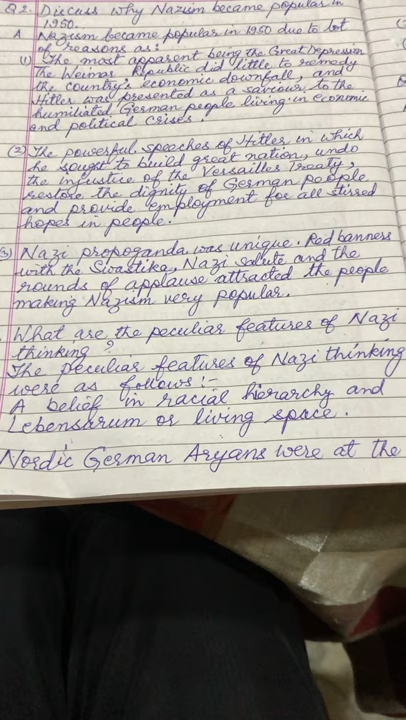 Q 2. Discuss why Nazism became popular in
1950.
A Nazism became popular in 1950 due to lot
of reasons as:
(1) The most apparent being the Great Depression
The Weimar Republic did little to remedy
the country's economic downfall, and
Hitler was presented as a saviour to the
humiliated German people living in economic
and political crises.
(2) The powerful speeches of Hitler in which
he sought to build great nation, undo
the injustice of the Versailles Treaty,
restore the dignity of German people
and provide employment for all stirred
hopes in people.
3) Nazi propoganda was unique. Red banners
with the Swastika, Nazi salute and the
rounds of applause attracted the people
making Nazism very popular.
What are the peculiar features of Nazi
thinking?
The peculiar features of Nazi thinking
were as follows :-
A belief in racial hierarchy and
Lebensarum or living space.
Nordic German Aryans were at the